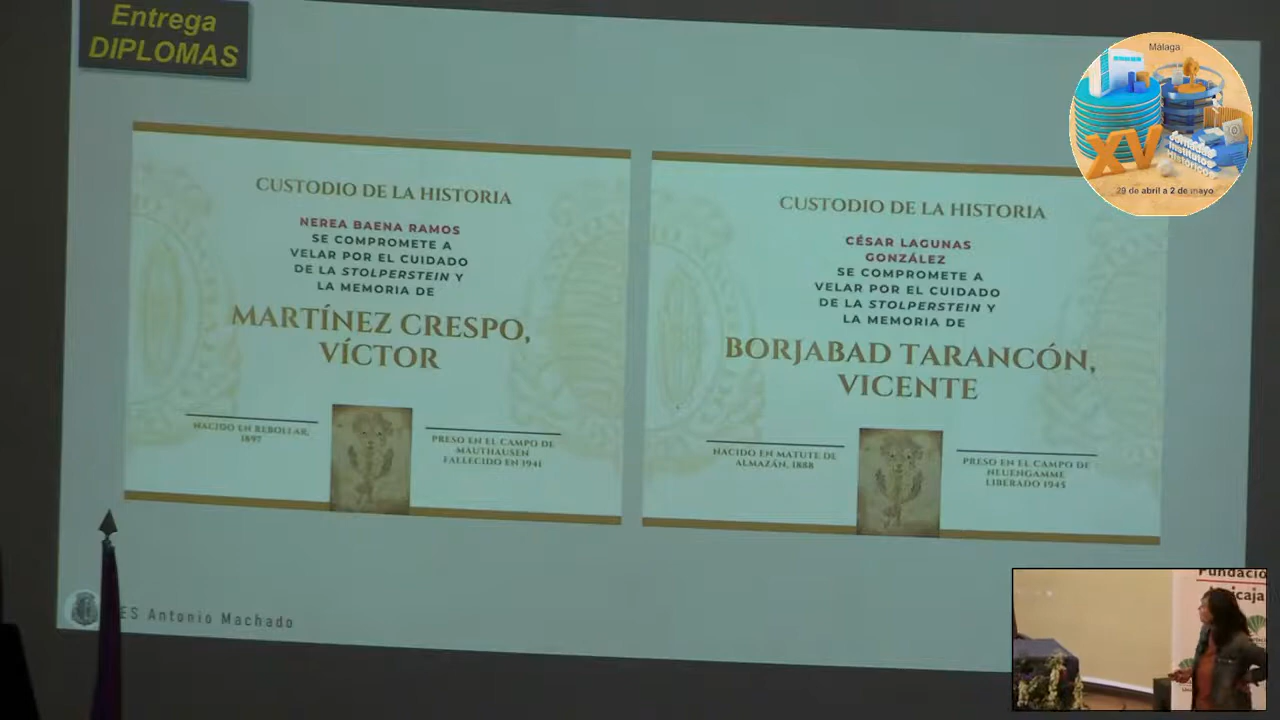 Entrega
DIPLOMAS
CUSTODIO DE LA HISTORIA
NEREA BAENA RAMOS
SE COMPROMETE A
VELAR POR EL CUIDADO
DE LA STOLPERSTEIN Y
LA MEMORIA DE
MARTÍNEZ CRESPO,
VÍCTOR
NACIDO EN REBOLLAR,
1897
PRESO EN EL CAMPO DE
MAUTHAUSEN
FALLECIDO EN 1941
CUSTODIO DE LA HISTORIA
CÉSAR LAGUNAS
GONZÁLEZ
SE COMPROMETE A
VELAR POR EL CUIDADO
DE LA STOLPERSTEIN Y
LA MEMORIA DE
BORJABAD TARANCÓN,
VICENTE
NACIDO EN MATUTE DE
ALMAZÁN, 1888
PRESO EN EL CAMPO DE
NEUENGAMME
LIBERADO 1945
ES Antonio Machado
Málaga
XV
Jornadas
Institutos
Históricos
29 de abril a 2 de mayo
Fundació